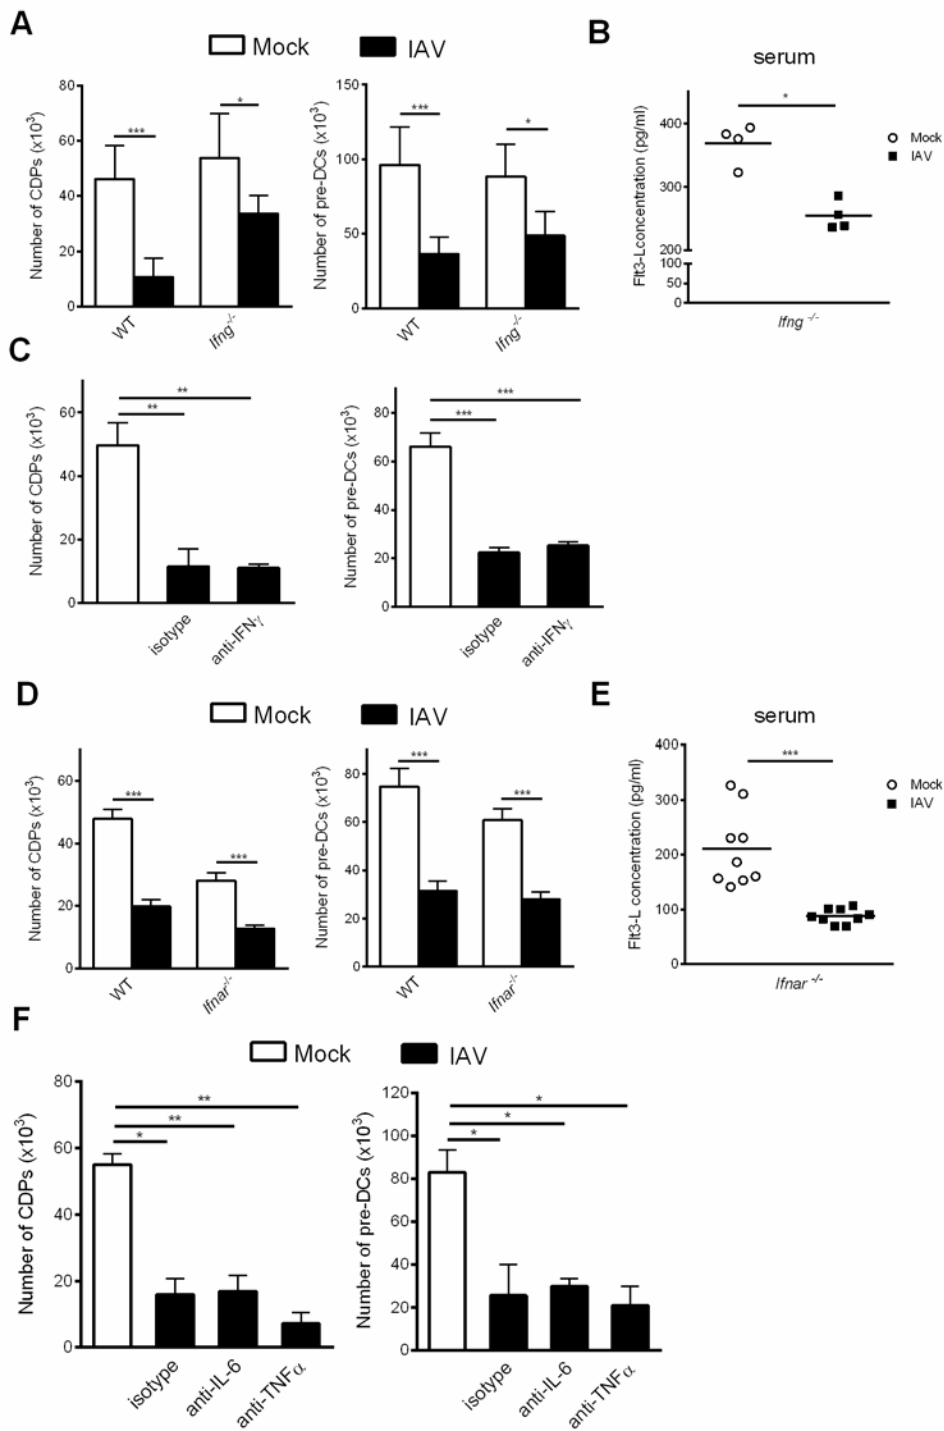 A
Mock IAV
Number of CDPs (x10³)
80
60
40
20
0
***
*
WT
Ifng-/-
Number of pre-DCs (x10³)
150
100
50
0
***
*
WT
Ifng-/-
B
serum
Flt3-Lconcentration (pg/ml)
400
300
200
100
50
0
*
Mock
IAV
Ifng -/-
C
Number of CDPs (x10³)
60
40
20
0
**
**
isotype
anti-IFNγ
Number of pre-DCs (x10³)
80
60
40
20
0
***
***
isotype
anti-IFNγ
D
Mock IAV
Number of CDPs (x10³)
60
40
20
0
***
***
WT
Ifnar-/-
Number of pre-DCs (x10³)
80
60
40
20
0
***
***
WT
Ifnar-/-
E
serum
Flt3-L concentration (pg/ml)
400
300
200
100
0
***
Mock
IAV
Ifnar -/-
F
Mock IAV
Number of CDPs (x10³)
80
60
40
20
0
**
**
*
isotype
anti-IL-6
anti-TNFα
Number of pre-DCs (x10³)
120
100
80
60
40
20
0
*
*
*
isotype
anti-IL-6
anti-TNFα